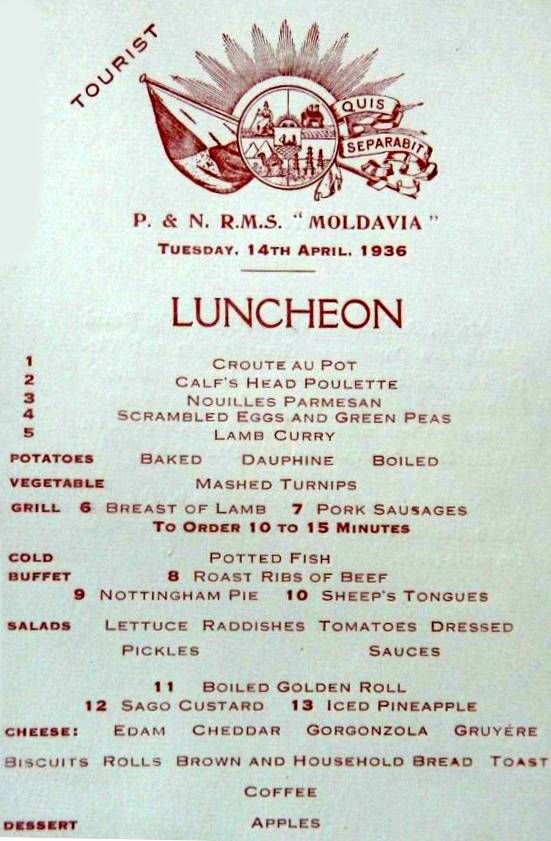 TOURIST
QUIS
SEPARABIT
P. & N. R.M.S. "MOLDAVIA"
TUESDAY. 14TH APRIL. 1936
LUNCHEON
1 CROUTE AU POT
2 CALF'S HEAD POULETTE
3 NOUILLES PARMESAN
4 SCRAMBLED EGGS AND GREEN PEAS
5 LAMB CURRY
POTATOES BAKED DAUPHINE BOILED
VEGETABLE MASHED TURNIPS
GRILL 6 BREAST OF LAMB 7 PORK SAUSAGES
TO ORDER 10 TO 15 MINUTES
COLD POTTED FISH
BUFFET 8 ROAST RIBS OF BEEF
9 NOTTINGHAM PIE 10 SHEEP'S TONGUES
SALADS LETTUCE RADDISHES TOMATOES DRESSED
PICKLES SAUCES
11 BOILED GOLDEN ROLL
12 SAGO CUSTARD 13 ICED PINEAPPLE
CHEESE: EDAM CHEDDAR GORGONZOLA GRUYÉRE
BISCUITS ROLLS BROWN AND HOUSEHOLD BREAD TOAST
COFFEE
DESSERT APPLES